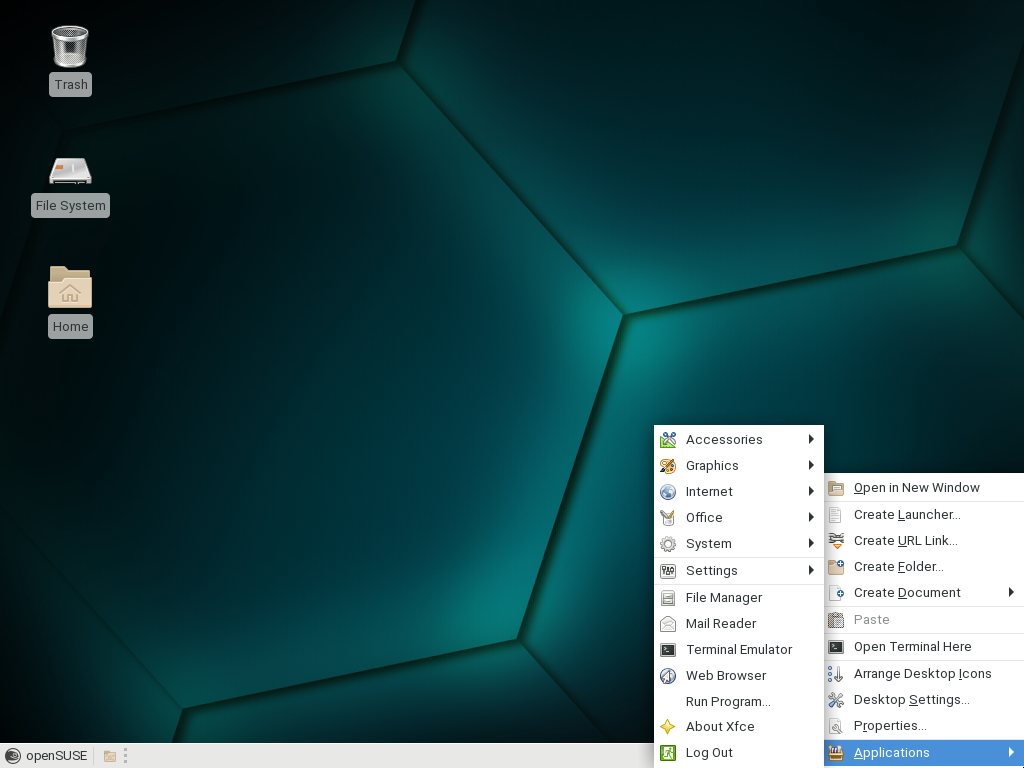 Trash
File System
Home
Accessories
Graphics
Internet
Office
System
Settings
File Manager
Mail Reader
Terminal Emulator
Web Browser
Run Program...
About Xfce
Log Out
Open in New Window
Create Launcher...
Create URL Link...
Create Folder...
Create Document
Paste
Open Terminal Here
Arrange Desktop Icons
Desktop Settings...
Properties...
Applications
openSUSE